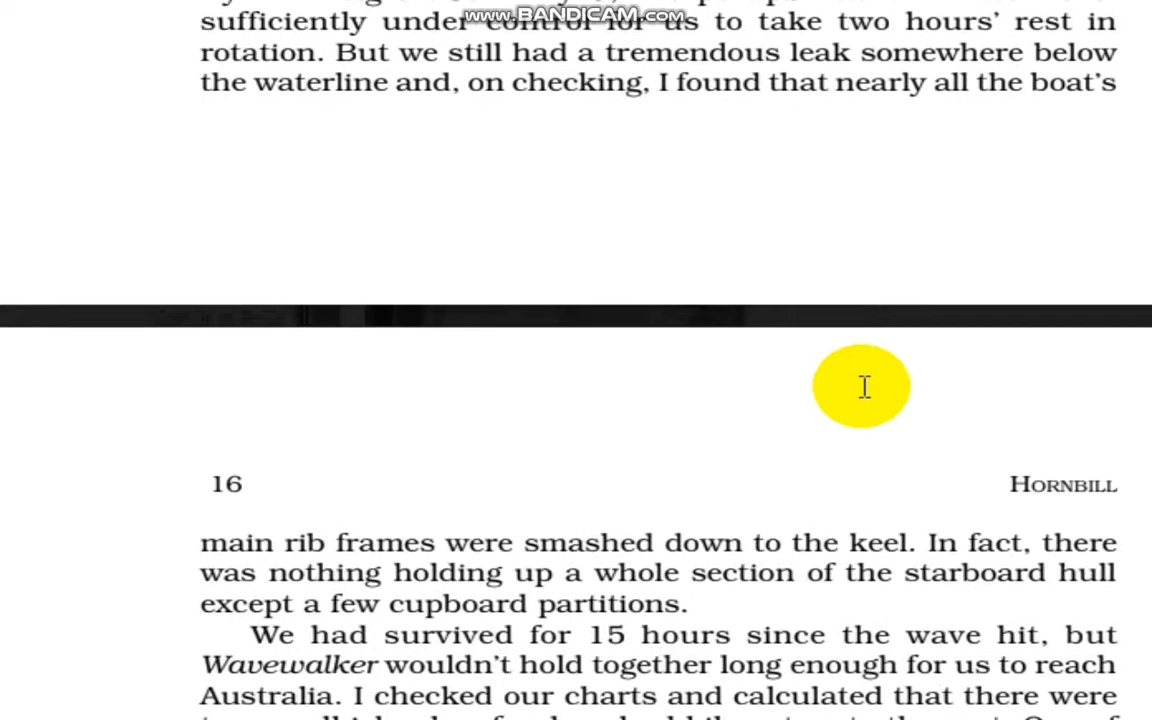 www.BANDICAM.com
sufficiently under control for us to take two hours’ rest in
rotation. But we still had a tremendous leak somewhere below
the waterline and, on checking, I found that nearly all the boat’s
16 HORNBILL
main rib frames were smashed down to the keel. In fact, there
was nothing holding up a whole section of the starboard hull
except a few cupboard partitions.
We had survived for 15 hours since the wave hit, but
Wavewalker wouldn’t hold together long enough for us to reach
Australia. I checked our charts and calculated that there were